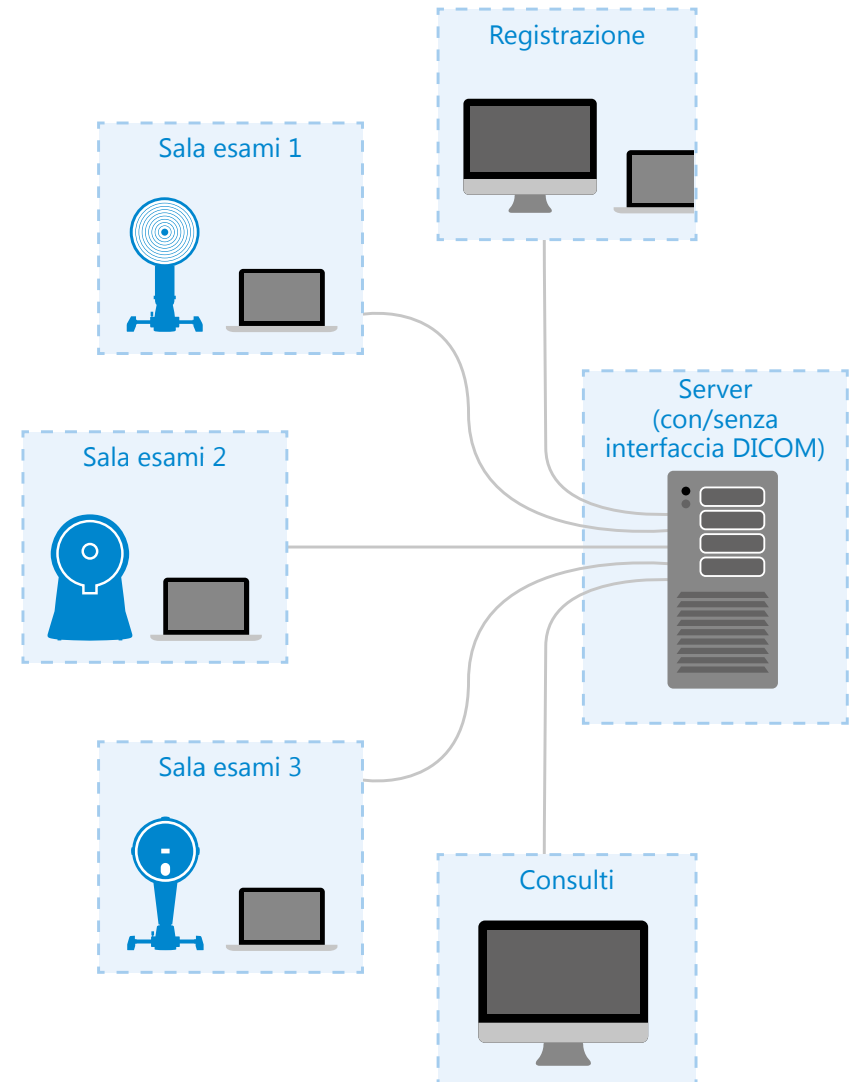 Registrazione
Sala esami 1
Server
(con/senza
interfaccia DICOM)
Sala esami 2
Sala esami 3
Consulti